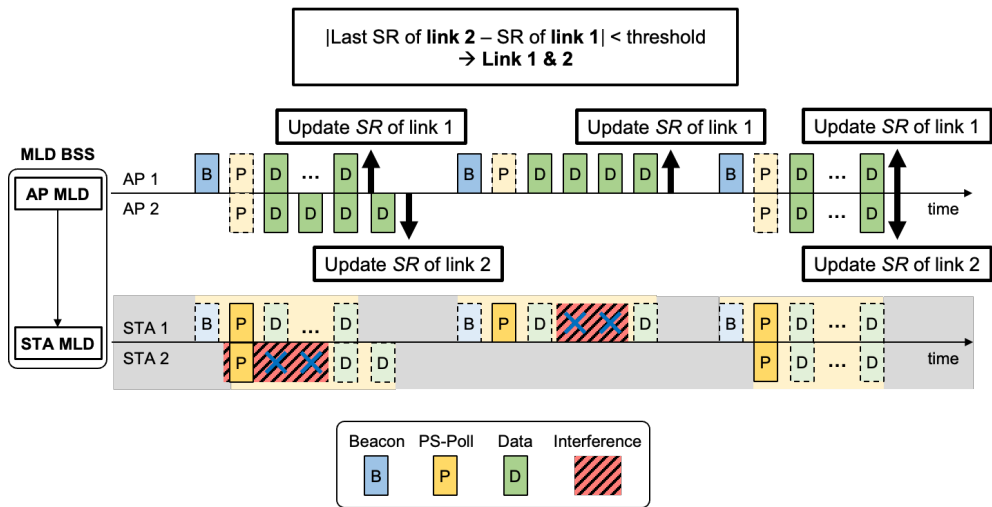 |Last SR of link 2 – SR of link 1| < threshold
→ Link 1 & 2
Update SR of link 1
Update SR of link 1
Update SR of link 1
MLD BSS
AP MLD
STA MLD
AP 1
B P D ... D B P D D D D B P D ... D
AP 2
time
P D D D D P D ... D
Update SR of link 2
Update SR of link 2
STA 1
B P D ... D B P D D B P D ... D
STA 2
time
P D D P D ... D
Beacon PS-Poll Data Interference
B P D